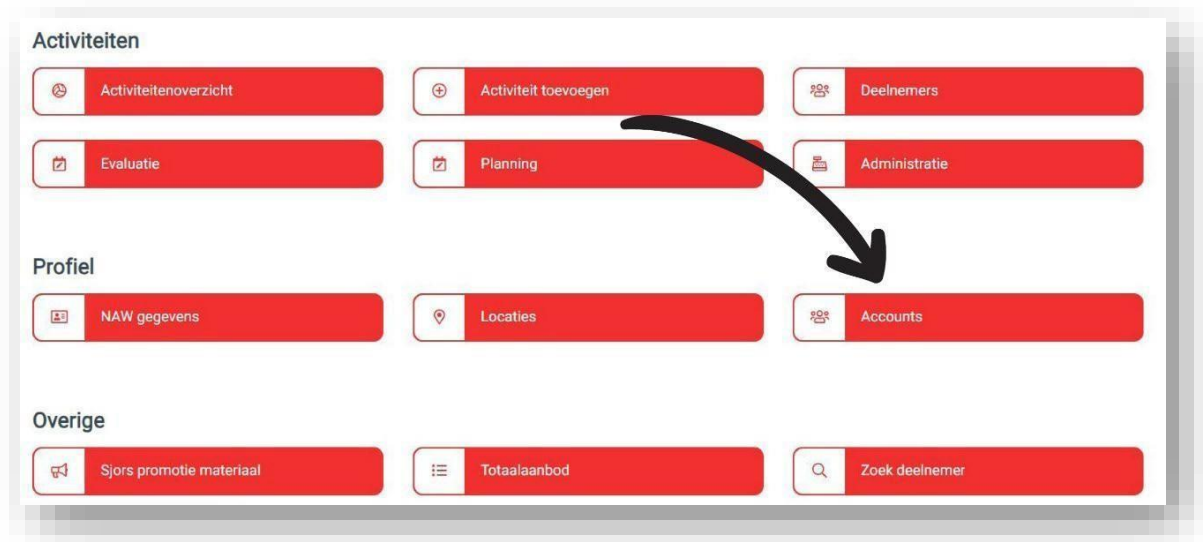 Activiteiten
Activiteitenoverzicht
Activiteit toevoegen
Deelnemers
Evaluatie
Planning
Administratie
Profiel
NAW gegevens
Locaties
Accounts
Overige
Sjors promotie materiaal
Totaalaanbod
Zoek deelnemer